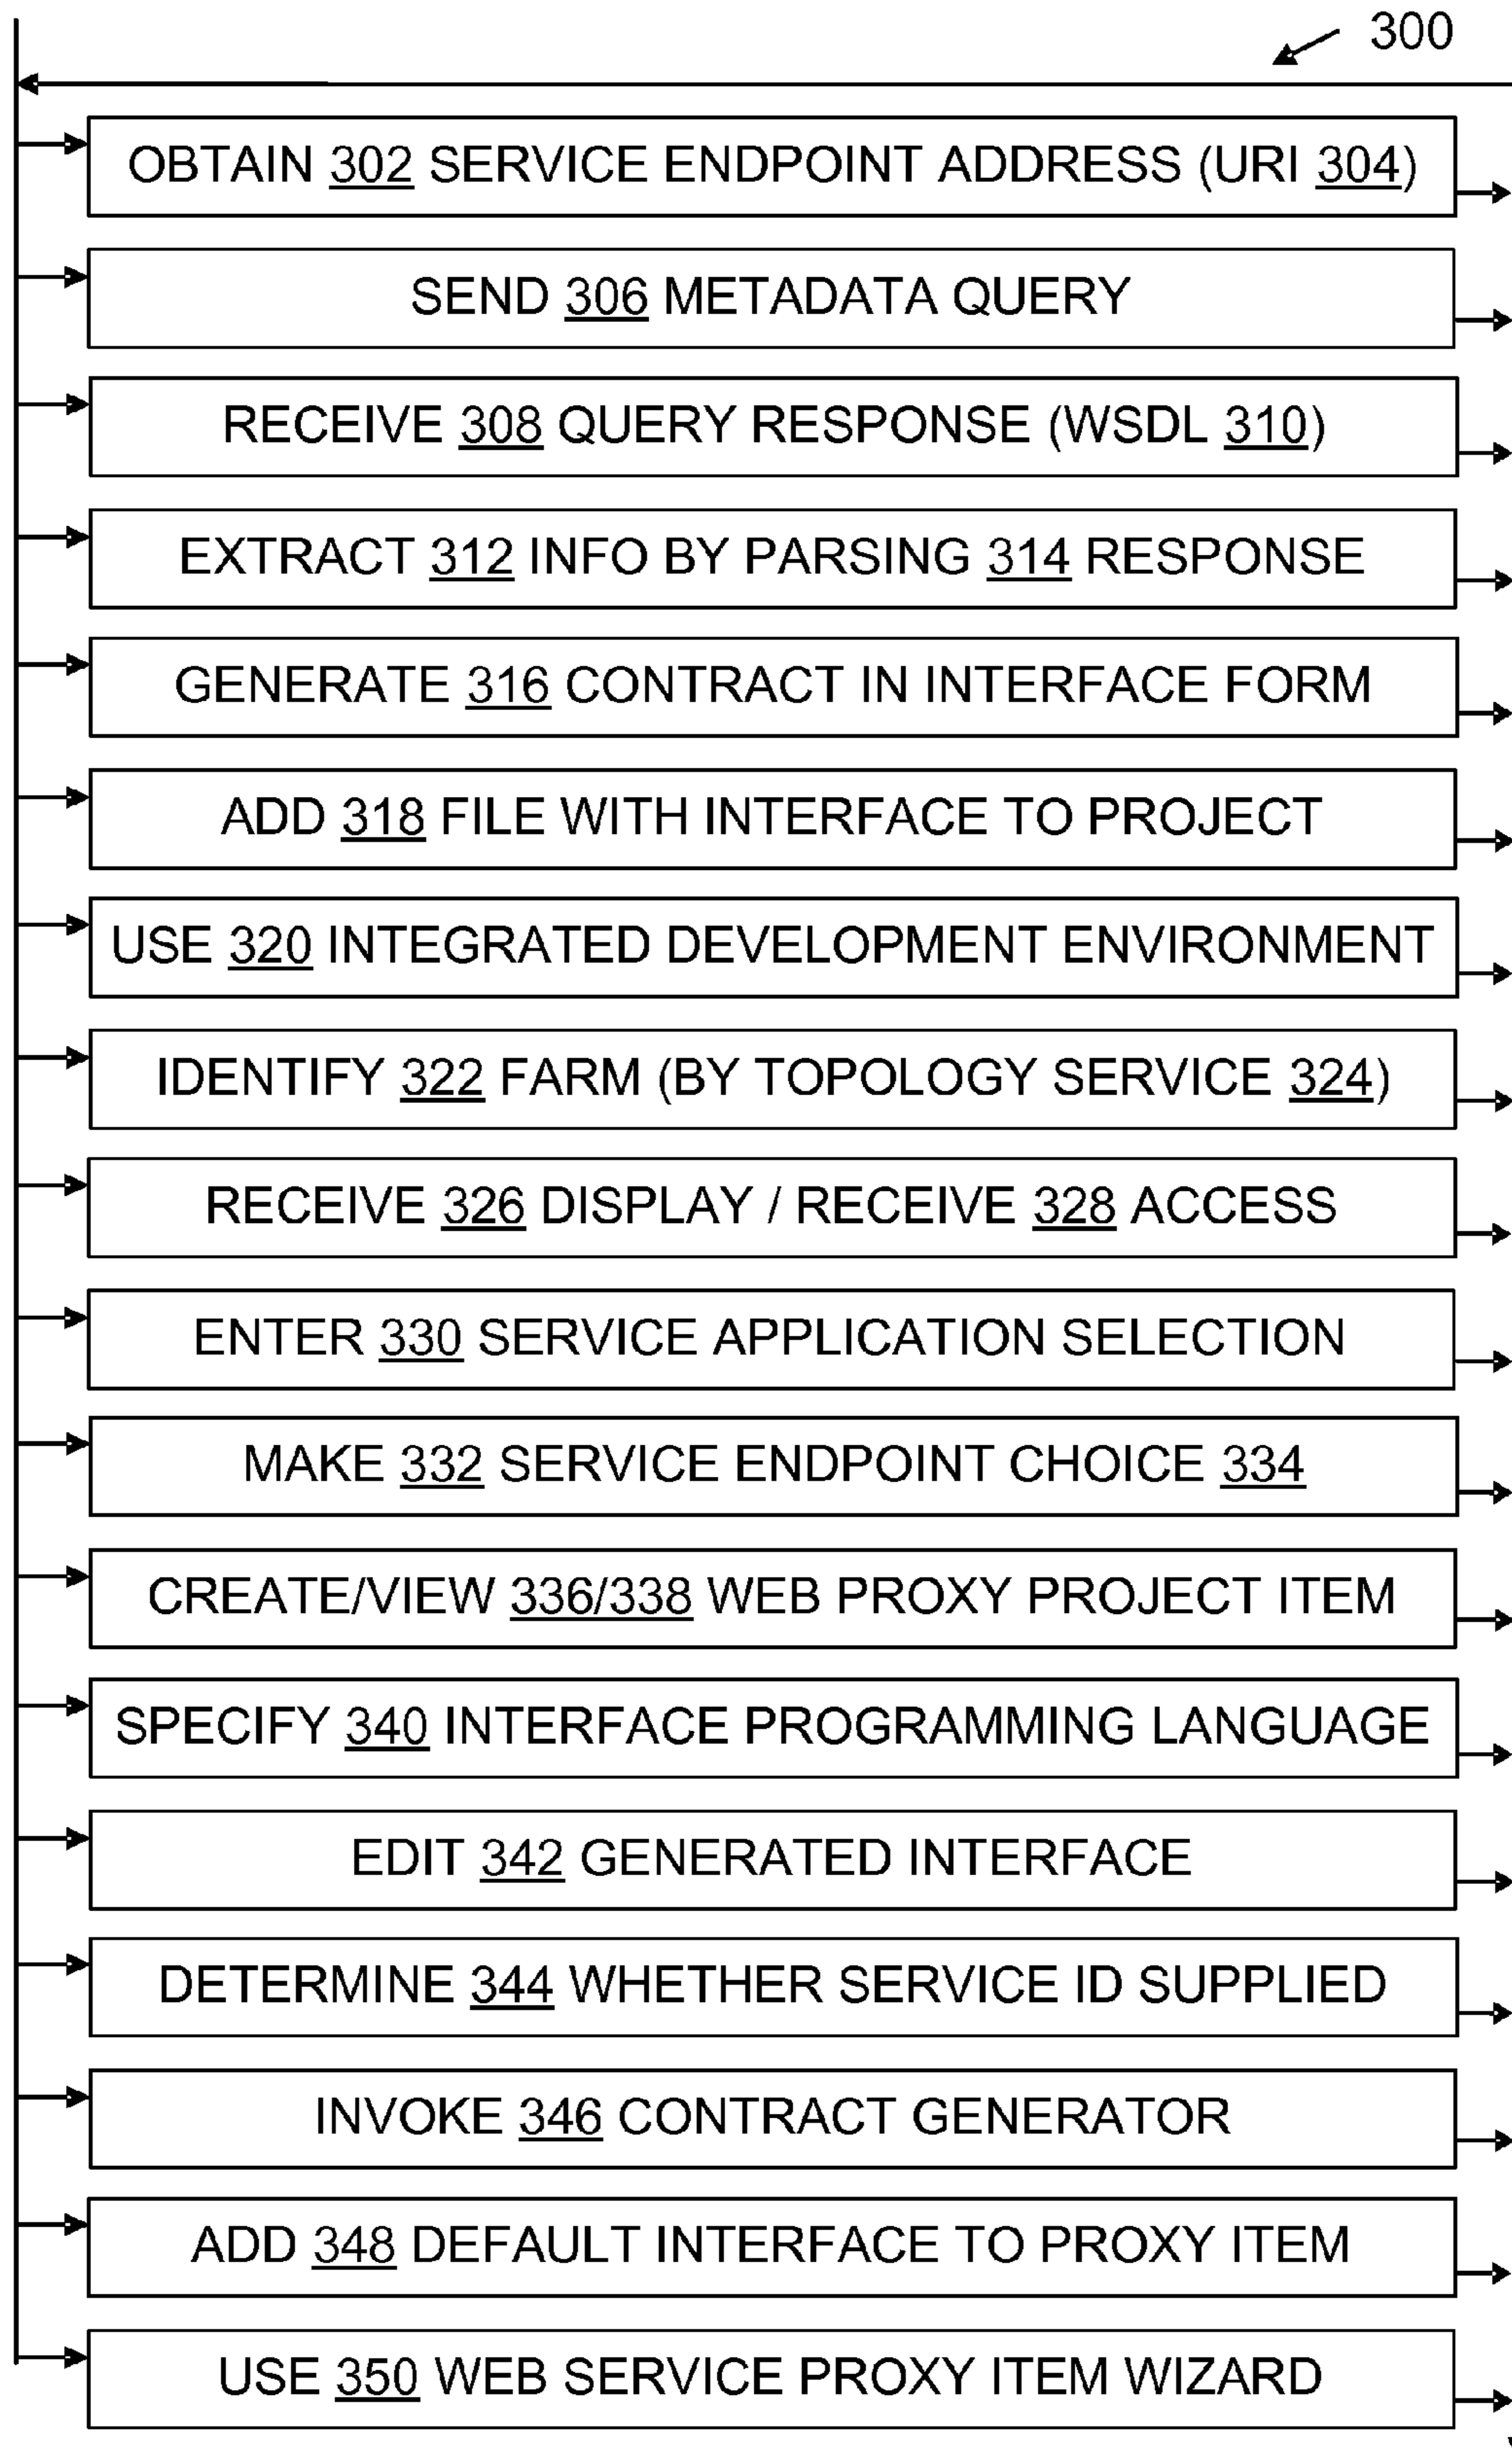 300
OBTAIN 302 SERVICE ENDPOINT ADDRESS (URI 304)
SEND 306 METADATA QUERY
RECEIVE 308 QUERY RESPONSE (WSDL 310)
EXTRACT 312 INFO BY PARSING 314 RESPONSE
GENERATE 316 CONTRACT IN INTERFACE FORM
ADD 318 FILE WITH INTERFACE TO PROJECT
USE 320 INTEGRATED DEVELOPMENT ENVIRONMENT
IDENTIFY 322 FARM (BY TOPOLOGY SERVICE 324)
RECEIVE 326 DISPLAY / RECEIVE 328 ACCESS
ENTER 330 SERVICE APPLICATION SELECTION
MAKE 332 SERVICE ENDPOINT CHOICE 334
CREATE/VIEW 336/338 WEB PROXY PROJECT ITEM
SPECIFY 340 INTERFACE PROGRAMMING LANGUAGE
EDIT 342 GENERATED INTERFACE
DETERMINE 344 WHETHER SERVICE ID SUPPLIED
INVOKE 346 CONTRACT GENERATOR
ADD 348 DEFAULT INTERFACE TO PROXY ITEM
USE 350 WEB SERVICE PROXY ITEM WIZARD